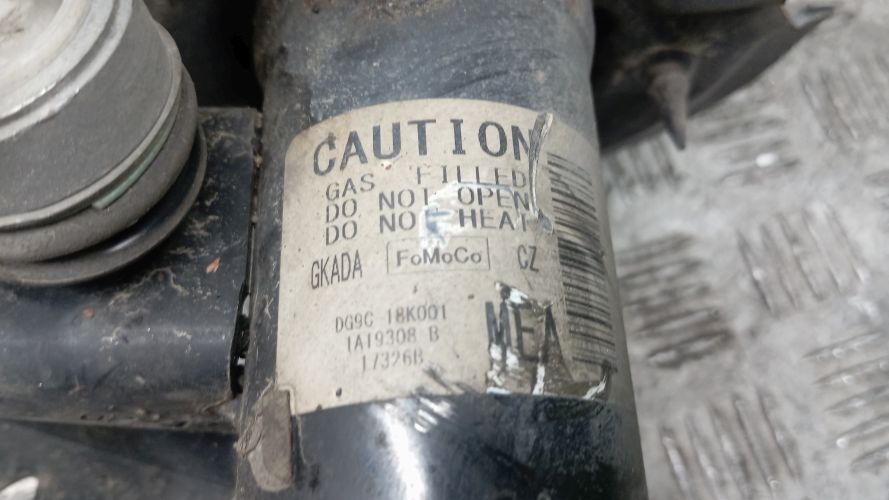 CAUTION
GAS FILLED
DO NOT OPEN
DO NOT HEAT
GKADA FoMoCo CZ
DG9C 18K001
1A19308 B
17326B